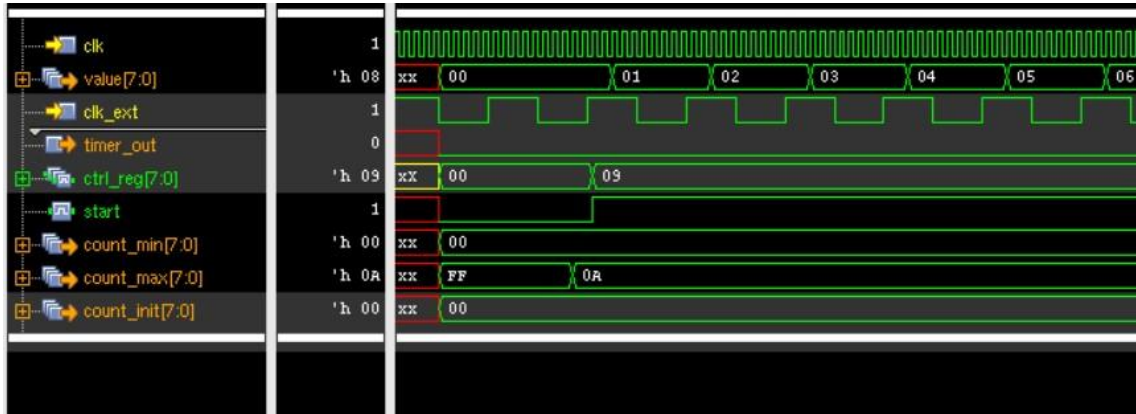 clk 1
value[7:0] 'h 08 xx 00 01 02 03 04 05 06
clk_ext 1
timer_out 0
ctrl_reg[7:0] 'h 09 xx 00 09
start 1
count_min[7:0] 'h 00 xx 00
count_max[7:0] 'h 0A xx FF 0A
count_init[7:0] 'h 00 xx 00